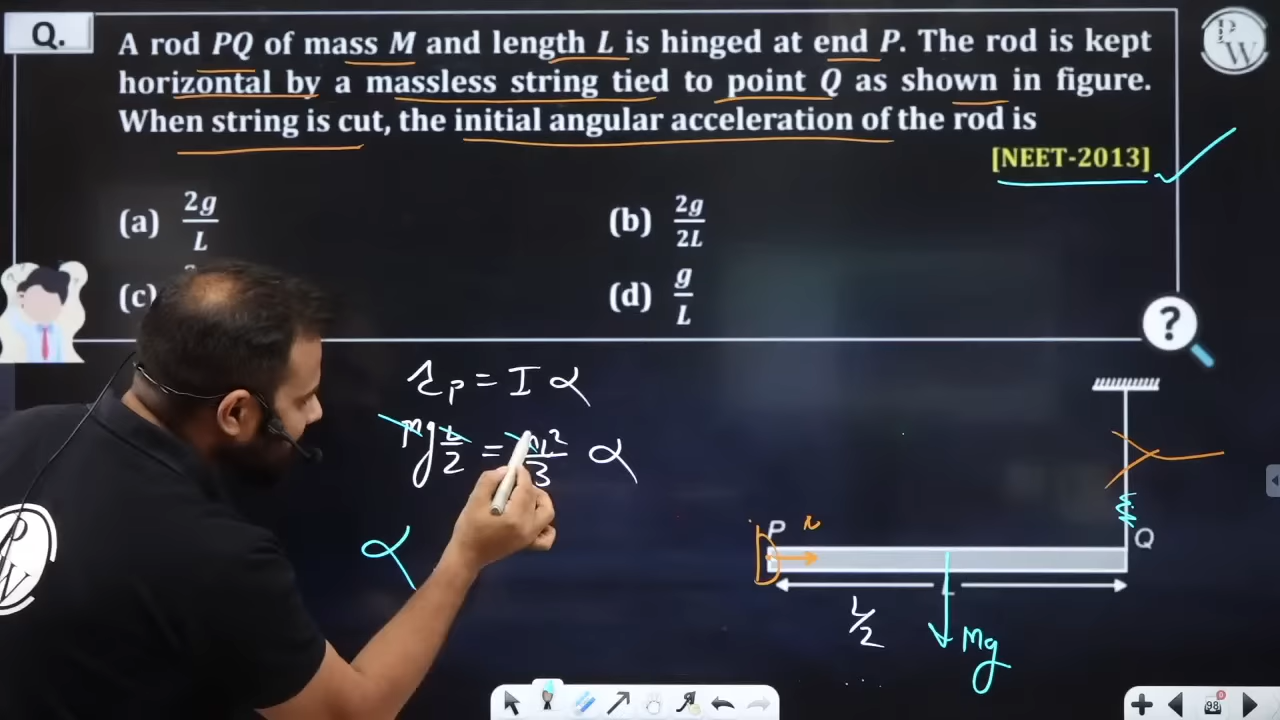 Q.
A rod PQ of mass M and length L is hinged at end P. The rod is kept
horizontal by a massless string tied to point Q as shown in figure.
When string is cut, the initial angular acceleration of the rod is
[NEET-2013]
P
W
(a) 2g/L
(b) 2g/2L
(c)
(d) g/L
?
τ_P = I α
Mg L/2 = ML²/3 α
α
P
Q
L
L/2
Mg
P
W
98